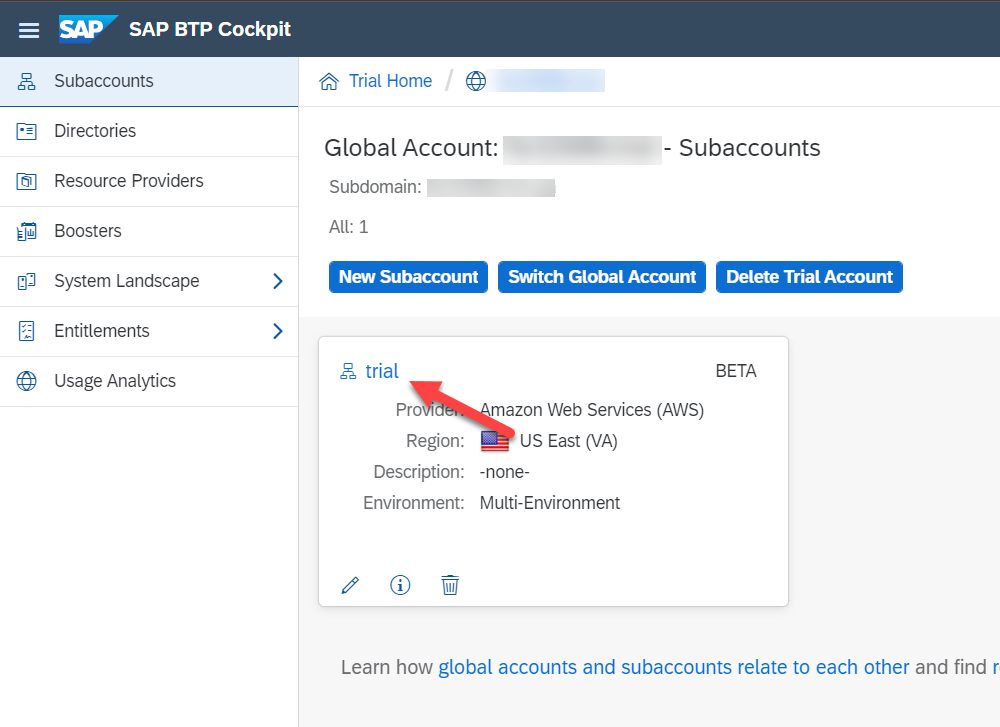 SAP SAP BTP Cockpit
Subaccounts
Directories
Resource Providers
Boosters
System Landscape
Entitlements
Usage Analytics
Trial Home /
Global Account: - Subaccounts
Subdomain:
All: 1
New Subaccount Switch Global Account Delete Trial Account
trial BETA
Provider: Amazon Web Services (AWS)
Region: US East (VA)
Description: -none-
Environment: Multi-Environment
Learn how global accounts and subaccounts relate to each other and find